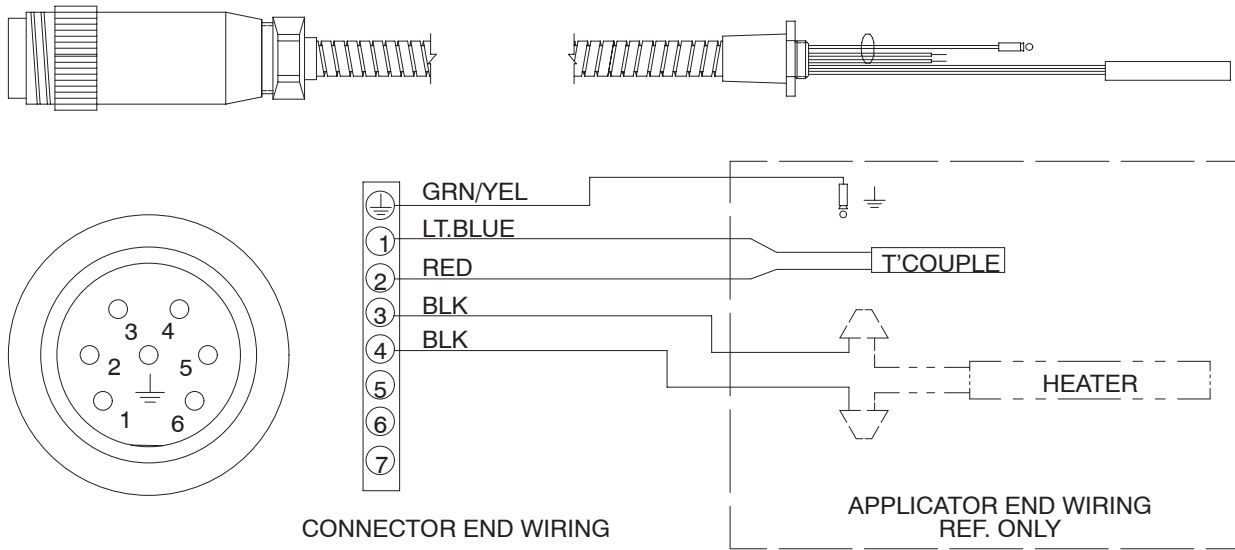 GRN/YEL
1 LT.BLUE
2 RED
T'COUPLE
3 BLK
4 BLK
5
6
7
HEATER
3 4
2 5
1 6
CONNECTOR END WIRING
APPLICATOR END WIRING
REF. ONLY